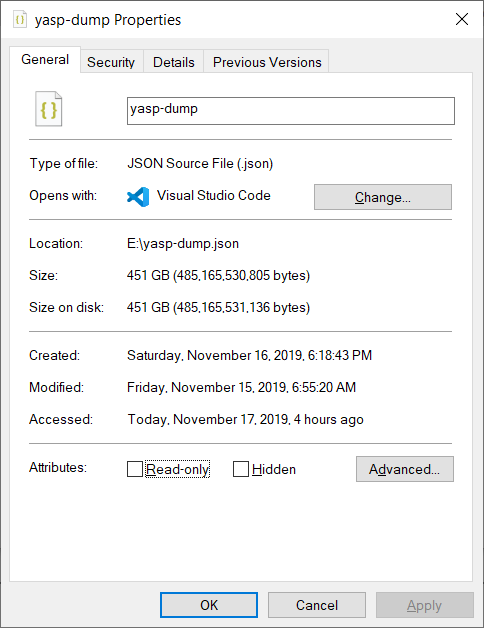 yasp-dump Properties
General Security Details Previous Versions
{ } yasp-dump
Type of file: JSON Source File (.json)
Opens with: Visual Studio Code Change...
Location: E:\yasp-dump.json
Size: 451 GB (485,165,530,805 bytes)
Size on disk: 451 GB (485,165,531,136 bytes)
Created: Saturday, November 16, 2019, 6:18:43 PM
Modified: Friday, November 15, 2019, 6:55:20 AM
Accessed: Today, November 17, 2019, 4 hours ago
Attributes: Read-only Hidden Advanced...
OK Cancel Apply